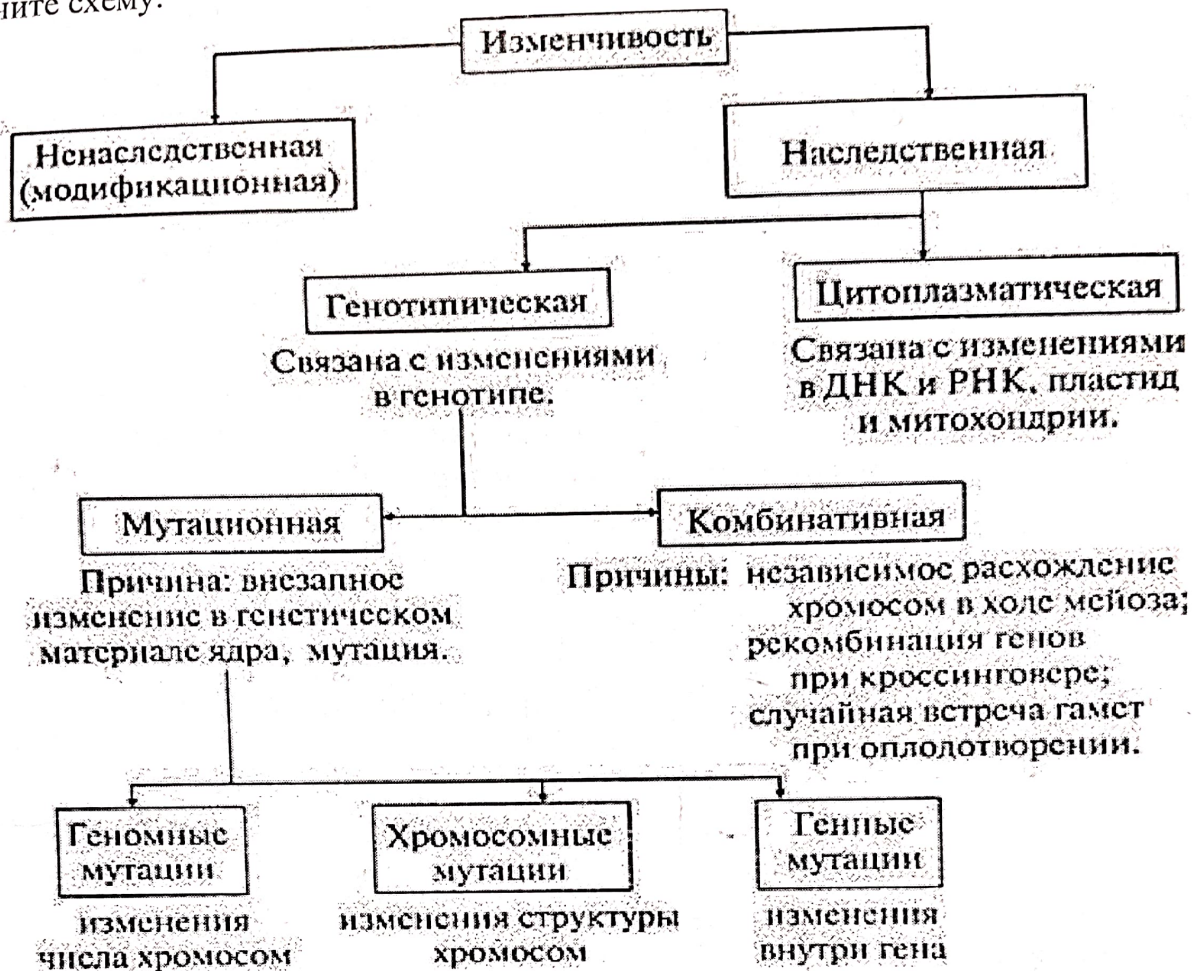 схему.
Изменчивость
Ненаследственная
(модификационная)
Наследственная
Генотипическая
Связана с изменениями
в генотипе.
Цитоплазматическая
Связана с изменениями
в ДНК и РНК, пластид
и митохондрии.
Мутационная
Причина: внезапное
изменение в генетическом
материале ядра, мутация.
Комбинативная
Причины: независимое расхождение
хромосом в ходе мейоза;
рекомбинация генов
при кроссинговере;
случайная встреча гамет
при оплодотворении.
Геномные
мутации
изменения
числа хромосом
Хромосомные
мутации
изменения структуры
хромосом
Генные
мутации
изменения
внутри гена